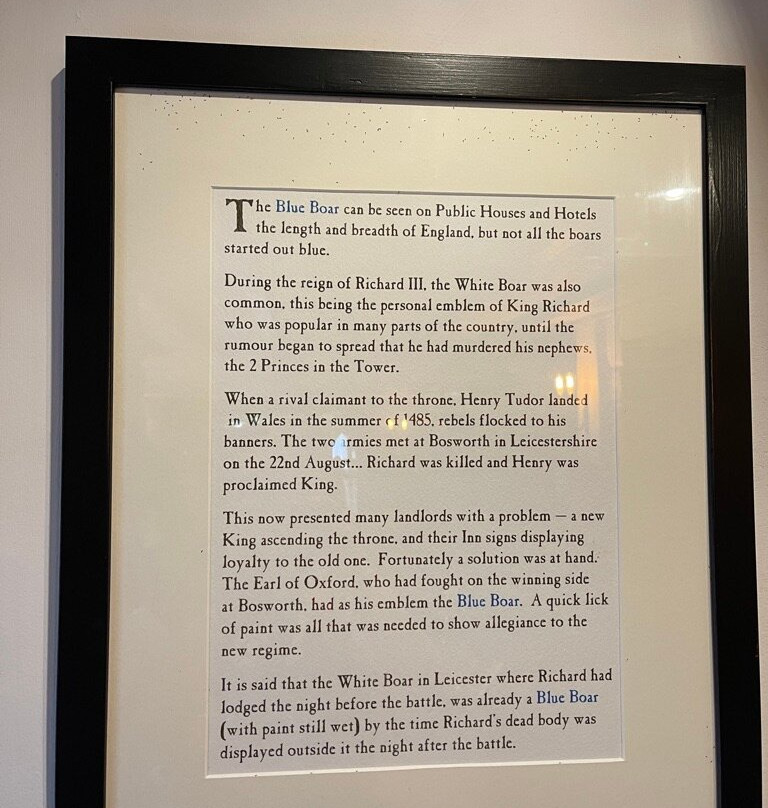 The Blue Boar can be seen on Public Houses and Hotels
the length and breadth of England, but not all the boars
started out blue.
During the reign of Richard III, the White Boar was also
common, this being the personal emblem of King Richard
who was popular in many parts of the country, until the
rumour began to spread that he had murdered his nephews,
the 2 Princes in the Tower.
When a rival claimant to the throne, Henry Tudor landed
in Wales in the summer of 1485, rebels flocked to his
banners. The two armies met at Bosworth in Leicestershire
on the 22nd August... Richard was killed and Henry was
proclaimed King.
This now presented many landlords with a problem – a new
King ascending the throne, and their Inn signs displaying
loyalty to the old one. Fortunately a solution was at hand.
The Earl of Oxford, who had fought on the winning side
at Bosworth, had as his emblem the Blue Boar. A quick lick
of paint was all that was needed to show allegiance to the
new regime.
It is said that the White Boar in Leicester where Richard had
lodged the night before the battle, was already a Blue Boar
(with paint still wet) by the time Richard's dead body was
displayed outside it the night after the battle.